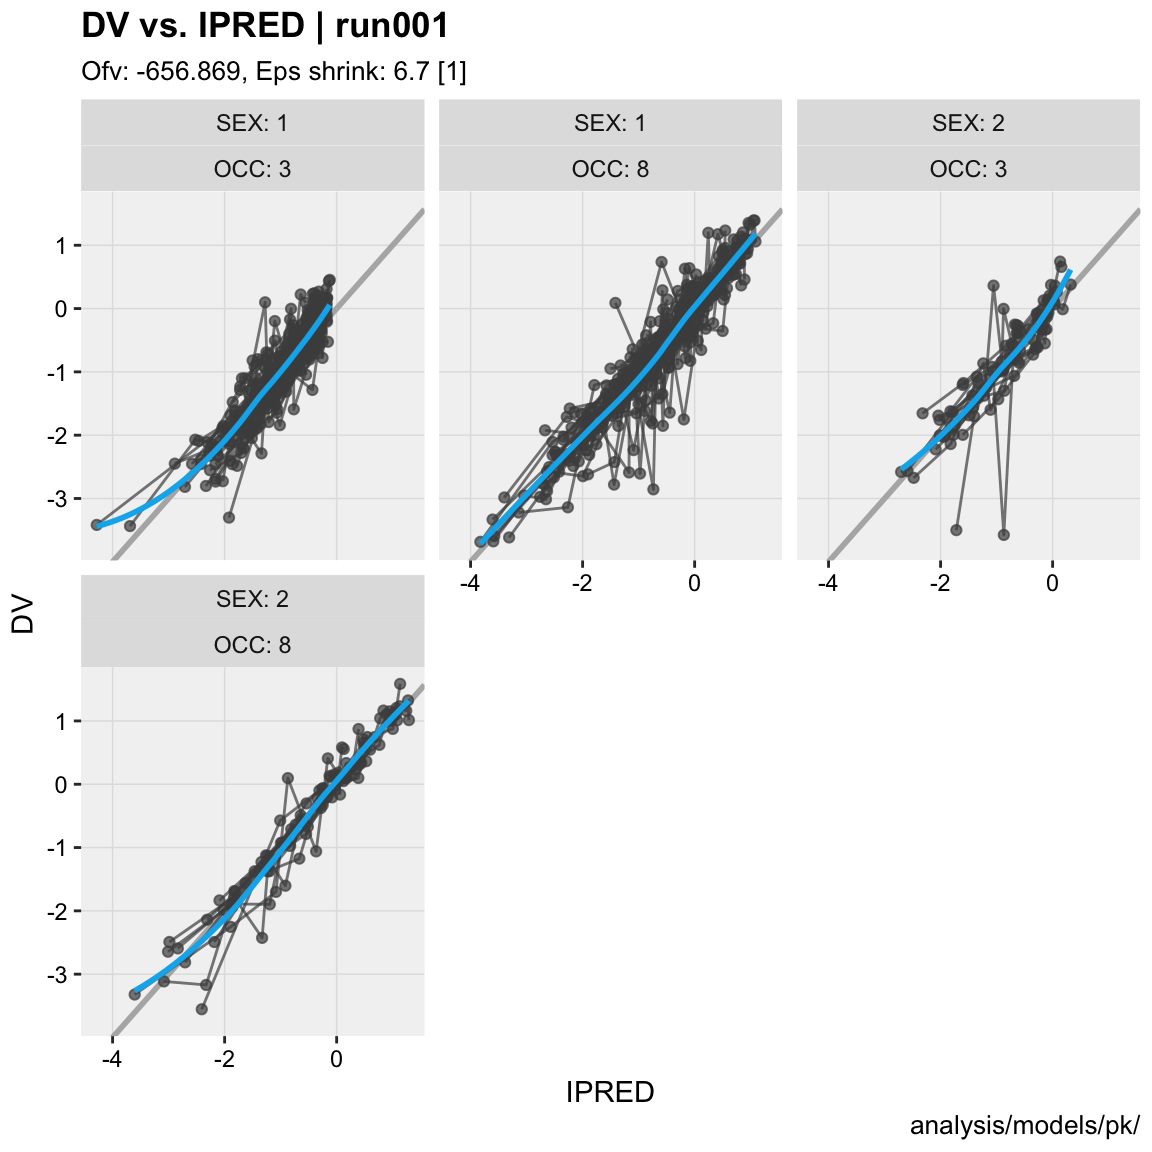 DV vs. IPRED | run001
Ofv: -656.869, Eps shrink: 6.7 [1]
SEX: 1
OCC: 3
SEX: 1
OCC: 8
SEX: 2
OCC: 3
1
0
-1
-2
-3
-4 -2 0
-4 -2 0
SEX: 2
OCC: 8
DV
1
0
-1
-2
-3
-4 -2 0
IPRED
analysis/models/pk/